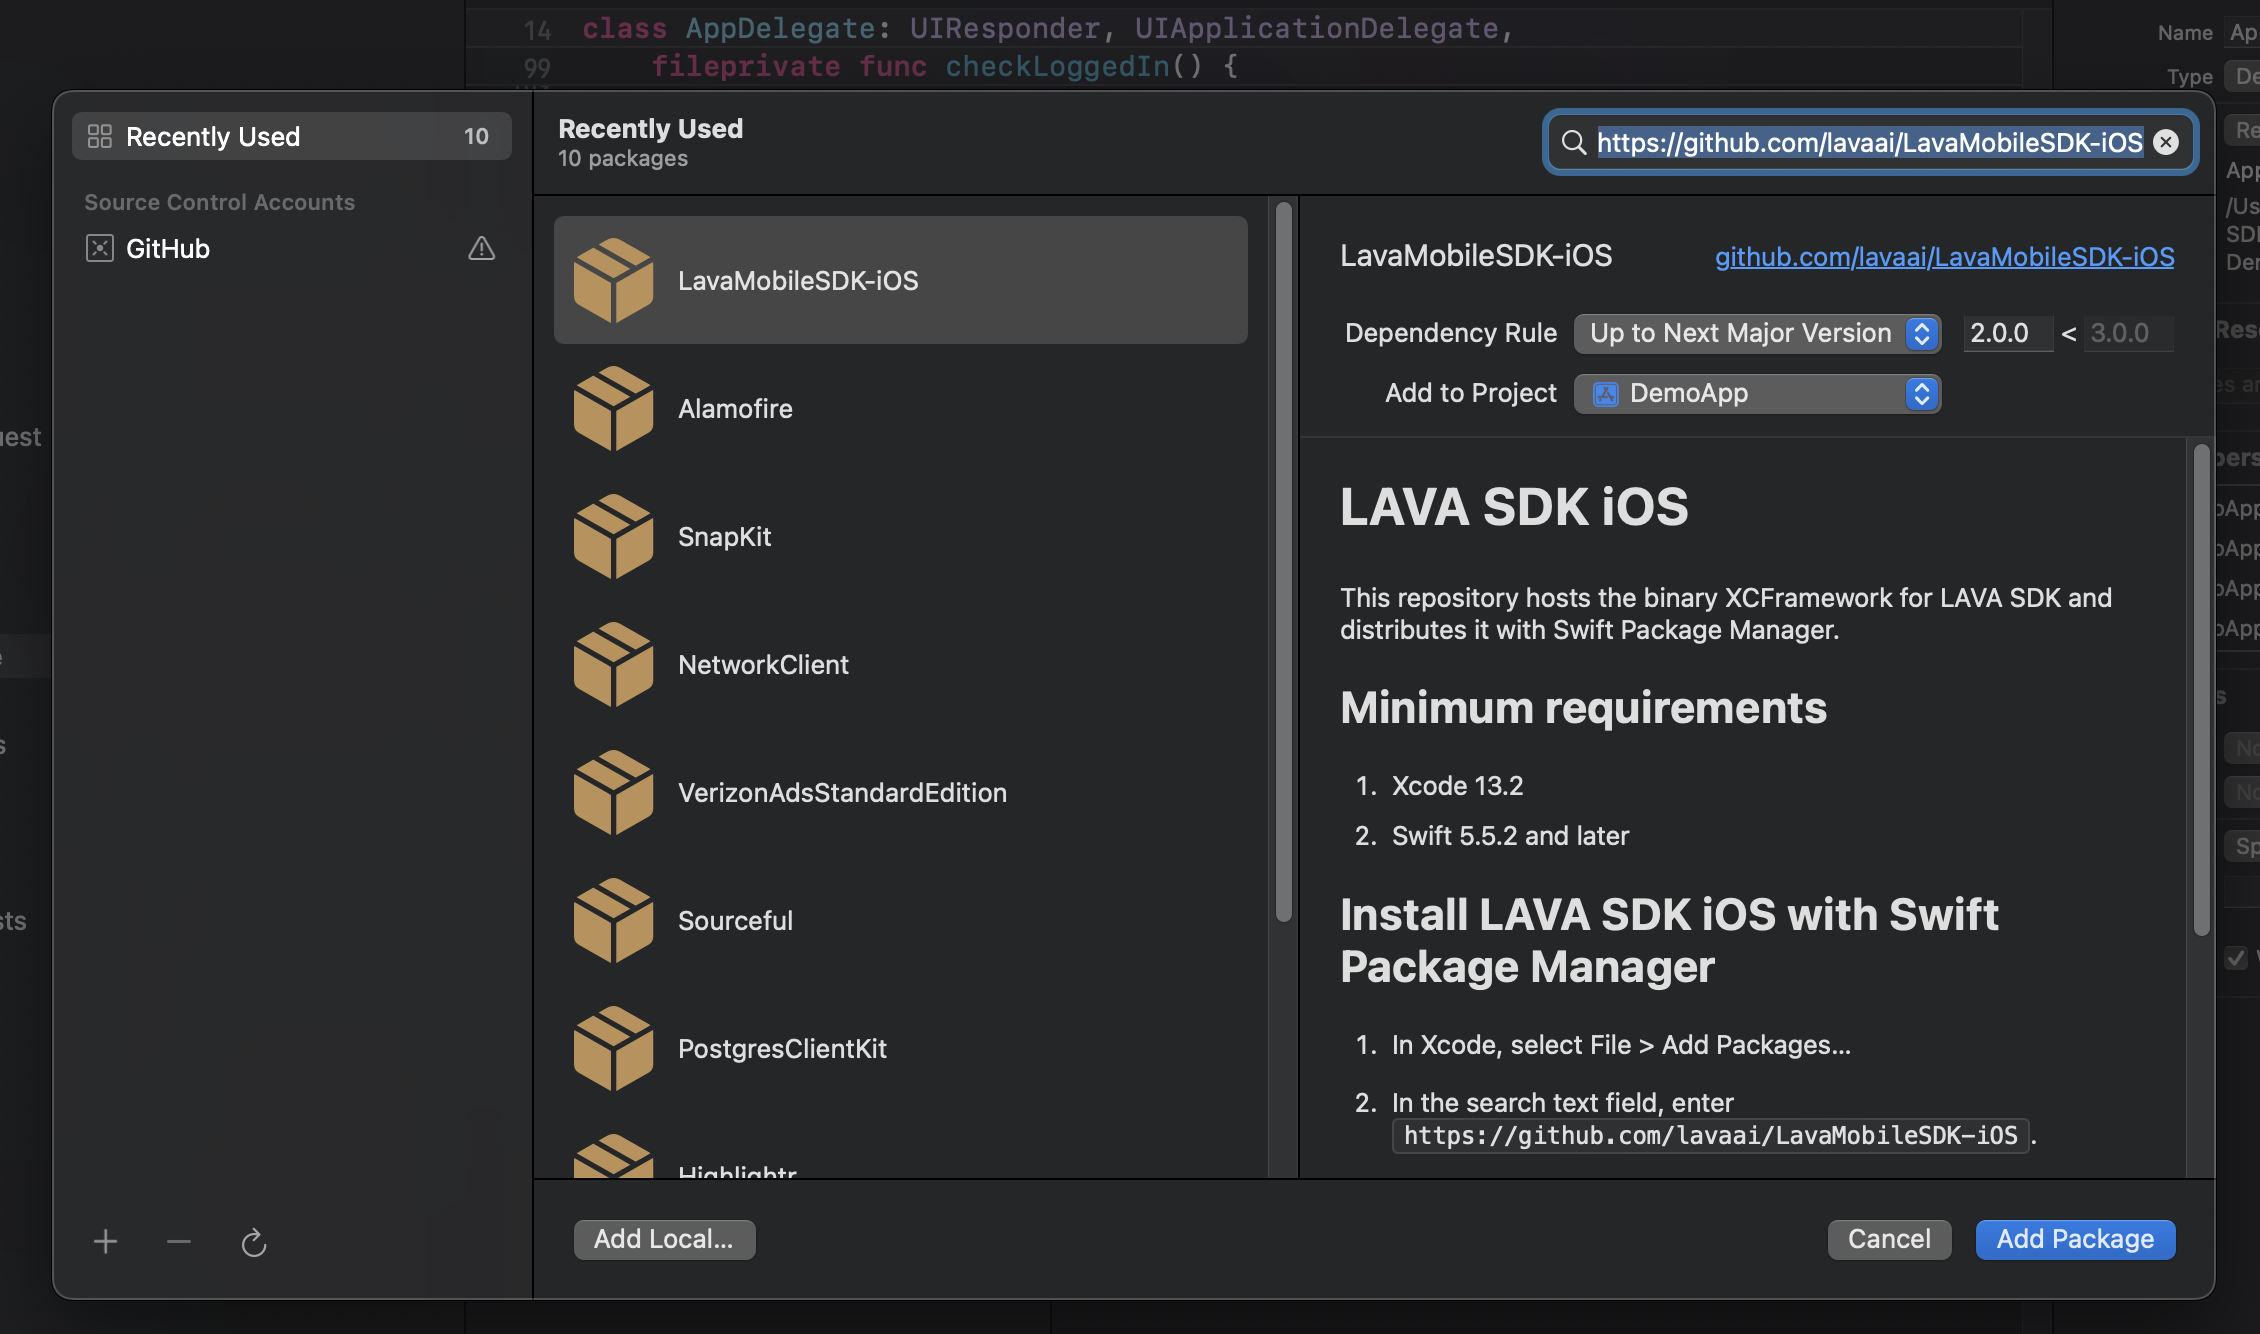 14 class AppDelegate: UIResponder, UIApplicationDelegate,
99 fileprivate func checkLoggedIn() {
Name
Type
Recently Used 10
Source Control Accounts
GitHub
Recently Used
10 packages
https://github.com/lavaai/LavaMobileSDK-iOS
LavaMobileSDK-iOS
Alamofire
SnapKit
NetworkClient
VerizonAdsStandardEdition
Sourceful
PostgresClientKit
Highlightr
LavaMobileSDK-iOS github.com/lavaai/LavaMobileSDK-iOS
Dependency Rule Up to Next Major Version 2.0.0 < 3.0.0
Add to Project DemoApp
LAVA SDK iOS
This repository hosts the binary XCFramework for LAVA SDK and
distributes it with Swift Package Manager.
Minimum requirements
1. Xcode 13.2
2. Swift 5.5.2 and later
Install LAVA SDK iOS with Swift
Package Manager
1. In Xcode, select File > Add Packages...
2. In the search text field, enter
https://github.com/lavaai/LavaMobileSDK-iOS .
Add Local...
Cancel
Add Package